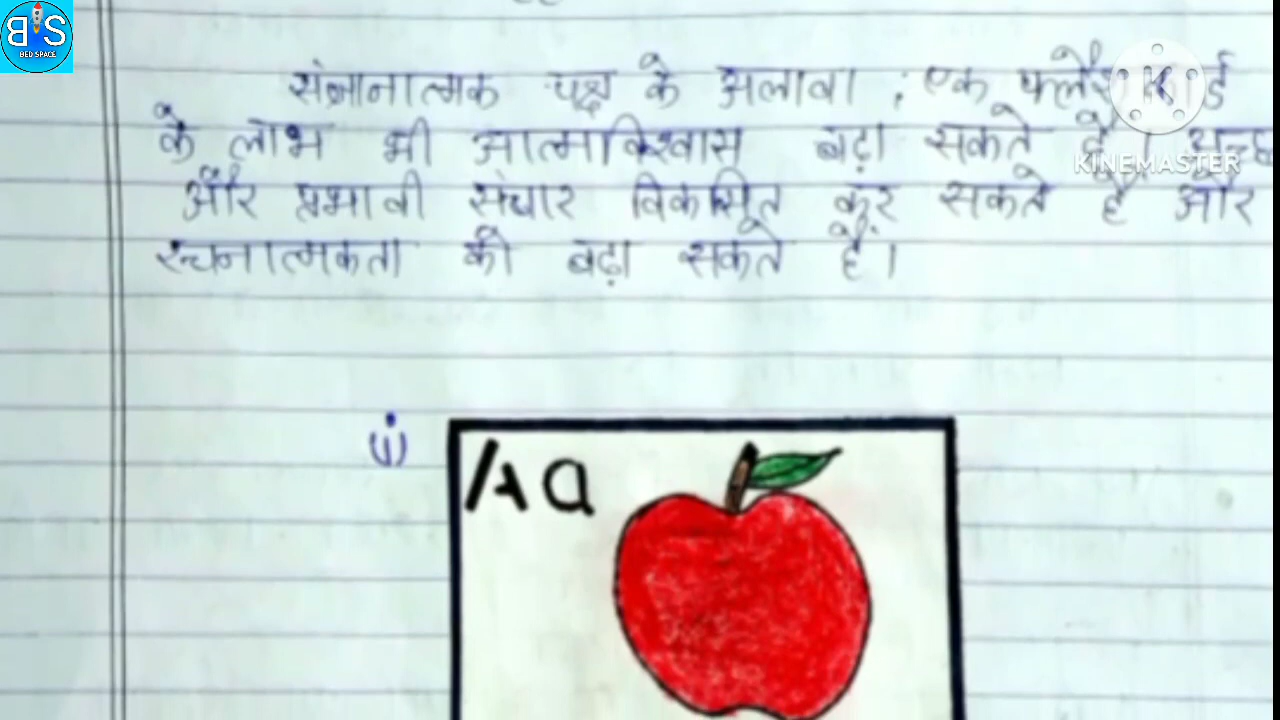 BS
BED SPACE
संज्ञानात्मक पक्ष के अलावा, एक
KINEMASTER
के लाभ भी आत्मविश्वास बढ़ा सकते हैं।
और प्रभावी संचार विकसित कर सकते हैं और
रचनात्मकता को बढ़ा सकते हैं।
(i)
A a